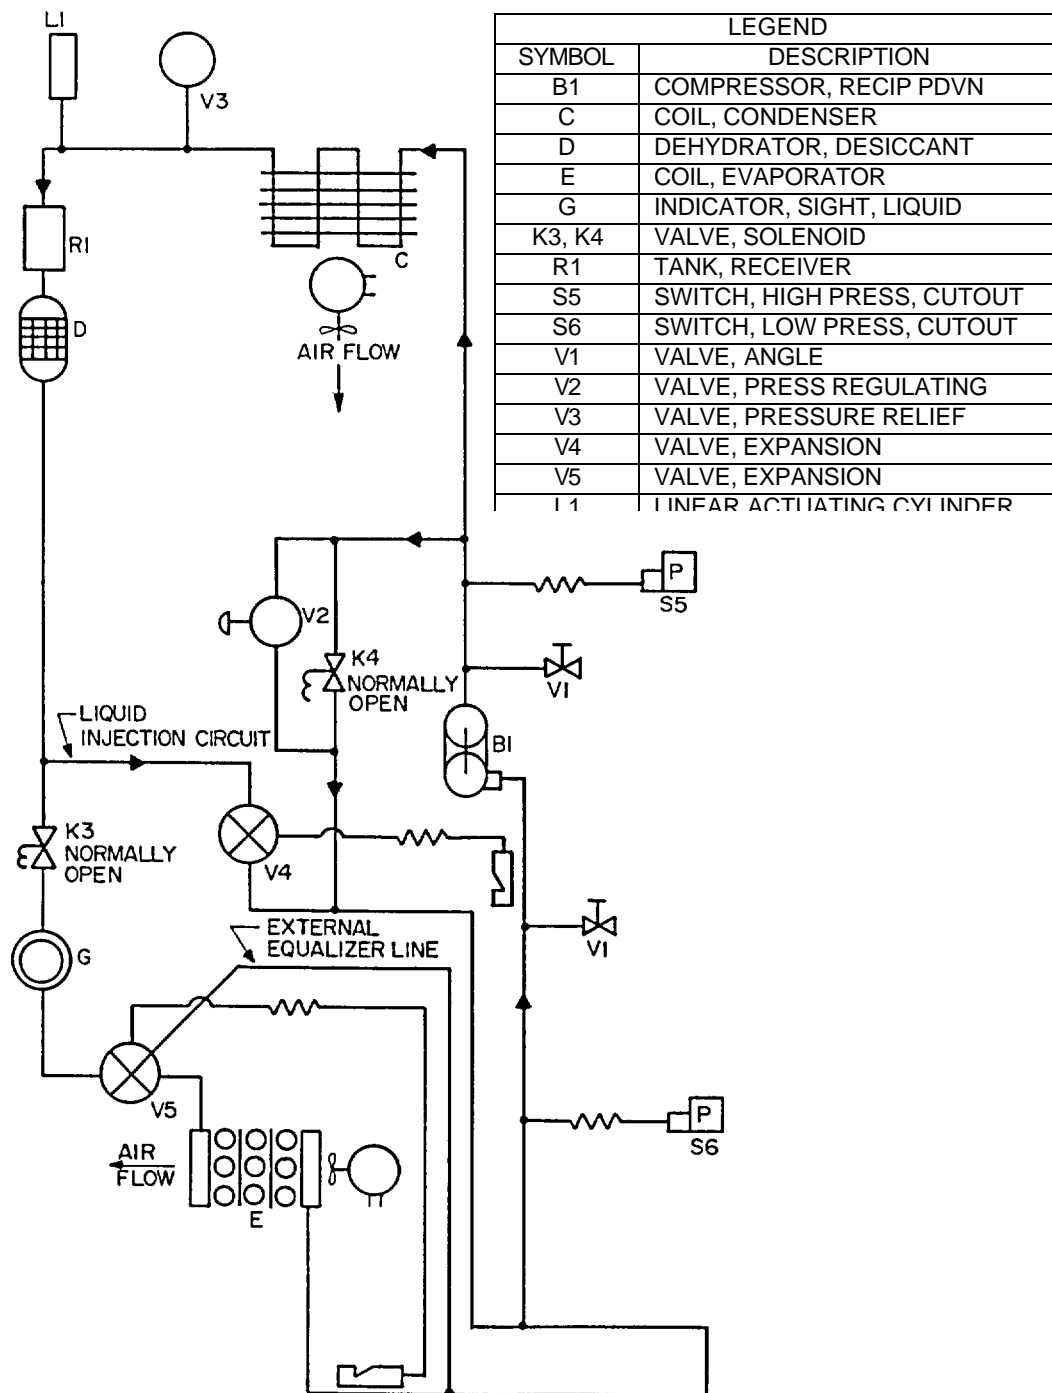 L1
V3
R1
D
C
AIR FLOW
LEGEND
SYMBOL DESCRIPTION
B1 COMPRESSOR, RECIP PDVN
C COIL, CONDENSER
D DEHYDRATOR, DESICCANT
E COIL, EVAPORATOR
G INDICATOR, SIGHT, LIQUID
K3, K4 VALVE, SOLENOID
R1 TANK, RECEIVER
S5 SWITCH, HIGH PRESS, CUTOUT
S6 SWITCH, LOW PRESS, CUTOUT
V1 VALVE, ANGLE
V2 VALVE, PRESS REGULATING
V3 VALVE, PRESSURE RELIEF
V4 VALVE, EXPANSION
V5 VALVE, EXPANSION
L1 LINEAR ACTUATING CYLINDER
P
S5
V2
K4
NORMALLY
OPEN
V1
B1
LIQUID
INJECTION CIRCUIT
K3
NORMALLY
OPEN
V4
V1
EXTERNAL
EQUALIZER LINE
G
V5
P
S6
AIR
FLOW
E